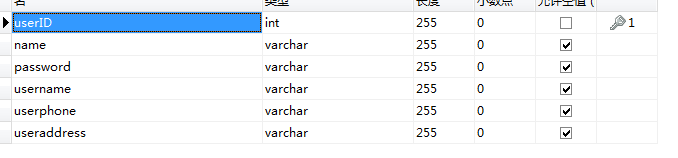 名 类型 长度 小数点 允许空值 (
userID int 255 0 1
name varchar 255 0
password varchar 255 0
username varchar 255 0
userphone varchar 255 0
useraddress varchar 255 0